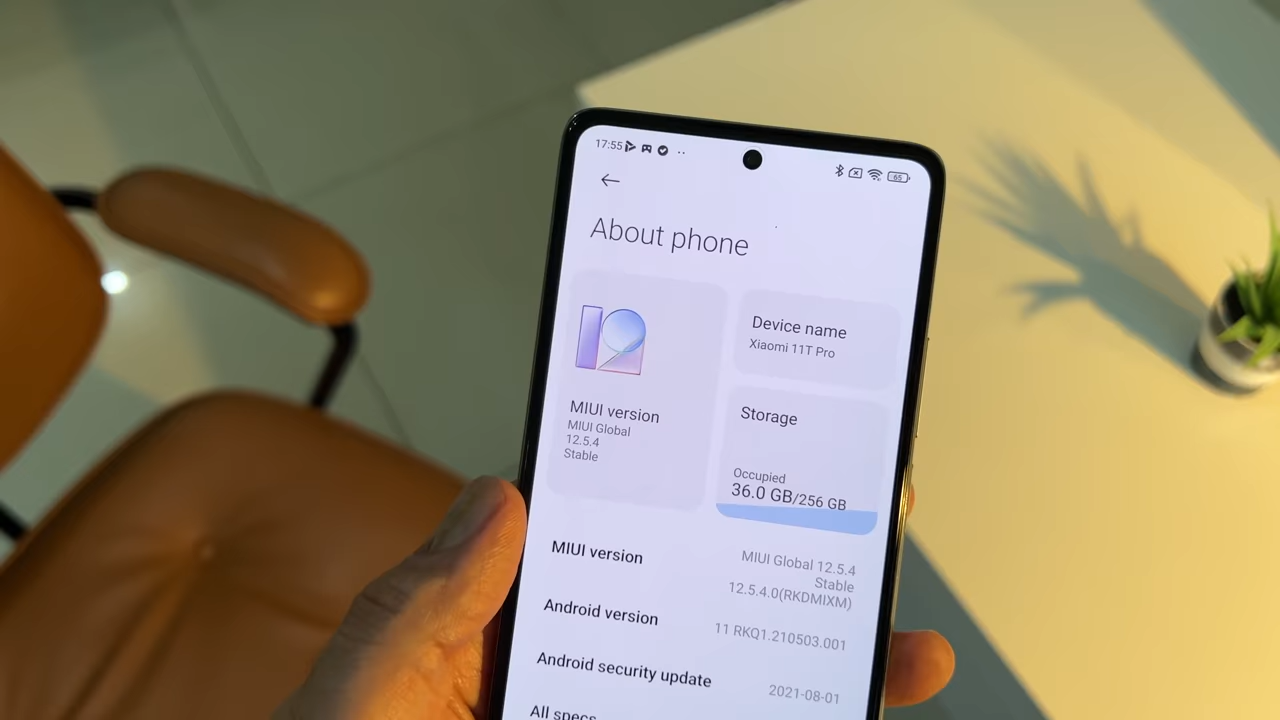 17:55
65
About phone
MIUI version
MIUI Global
12.5.4
Stable
Device name
Xiaomi 11T Pro
Storage
Occupied
36.0 GB/256 GB
MIUI version
MIUI Global 12.5.4
Stable
12.5.4.0(RKDMIXM)
Android version
11 RKQ1.210503.001
Android security update
2021-08-01
All specs